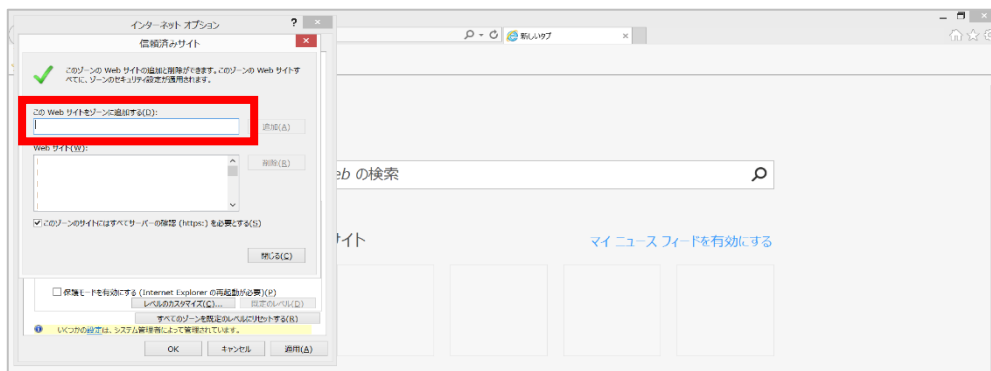 インターネット オプション
?
信頼済みサイト
このゾーンの Web サイトの追加と削除ができます。このゾーンの Web サイトす
べてに、ゾーンのセキュリティ設定が適用されます。
この Web サイトをゾーンに追加する(D):
追加(A)
Web サイト(W):
削除(R)
このゾーンのサイトにはすべてサーバーの確認 (https:) を必要とする(S)
閉じる(C)
保護モードを有効にする (Internet Explorer の再起動が必要)(P)
レベルのカスタマイズ(C)...
既定のレベル(D)
すべてのゾーンを既定のレベルにリセットする(R)
いくつかの設定は、システム管理者によって管理されています。
OK
キャンセル
適用(A)
新しいタブ
eb の検索
サイト
マイ ニュース フィードを有効にする